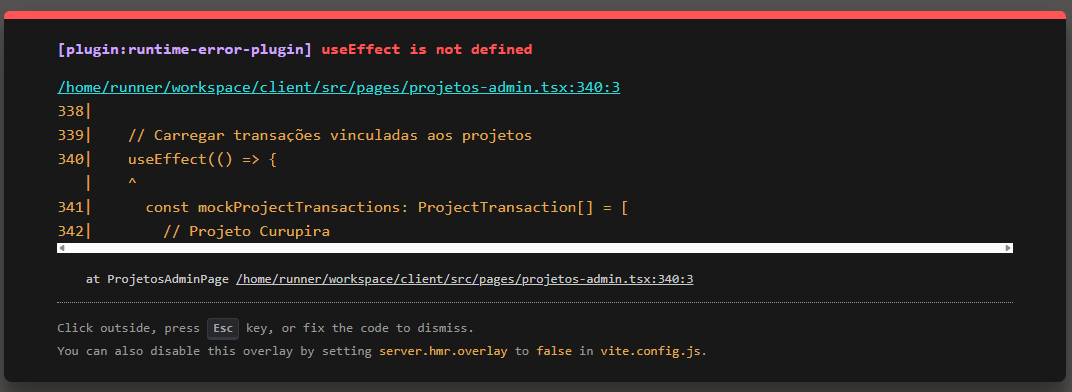 [plugin:runtime-error-plugin] useEffect is not defined
/home/runner/workspace/client/src/pages/projetos-admin.tsx:340:3
338|
339|    // Carregar transações vinculadas aos projetos
340|    useEffect(() => {
   |    ^
341|      const mockProjectTransactions: ProjectTransaction[] = [
342|        // Projeto Curupira
at ProjetosAdminPage /home/runner/workspace/client/src/pages/projetos-admin.tsx:340:3
Click outside, press Esc key, or fix the code to dismiss.
You can also disable this overlay by setting server.hmr.overlay to false in vite.config.js.